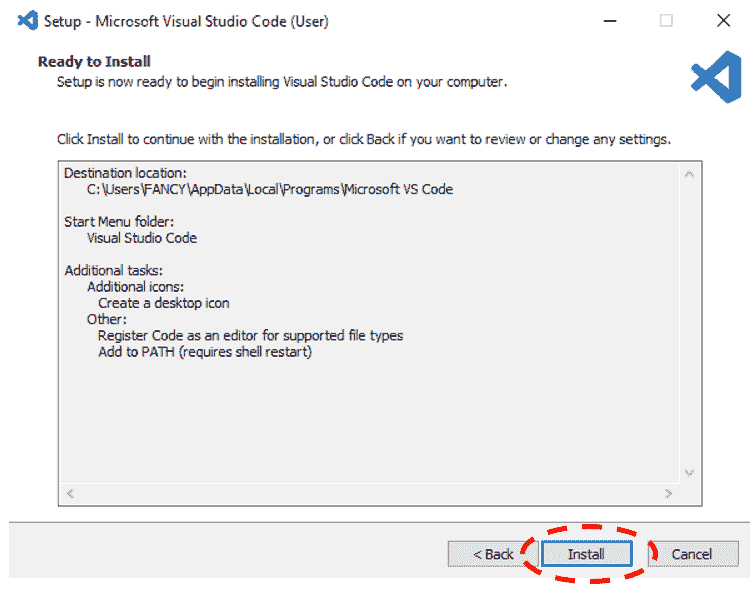 Setup - Microsoft Visual Studio Code (User)
Ready to Install
Setup is now ready to begin installing Visual Studio Code on your computer.
Click Install to continue with the installation, or click Back if you want to review or change any settings.
Destination location:
C:\Users\FANCY\AppData\Local\Programs\Microsoft VS Code
Start Menu folder:
Visual Studio Code
Additional tasks:
Additional icons:
Create a desktop icon
Other:
Register Code as an editor for supported file types
Add to PATH (requires shell restart)
< Back
Install
Cancel